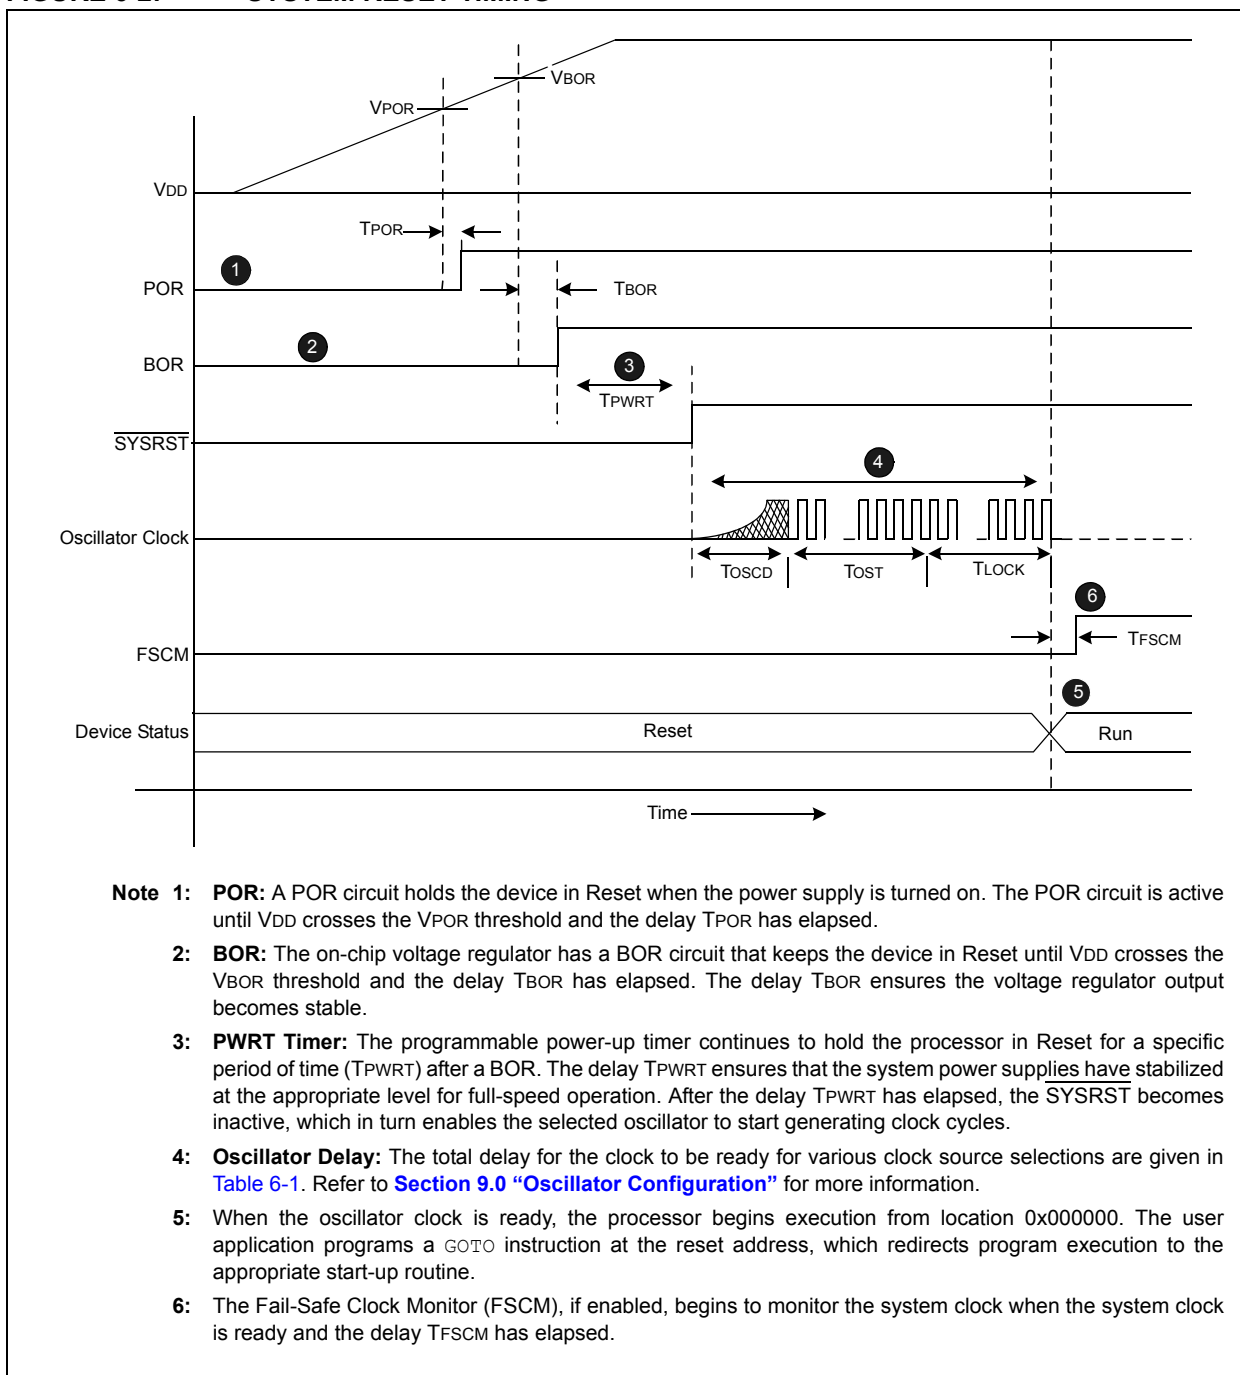 VBOR
VPOR
VDD
TPOR
1
POR
TBOR
2
BOR
3
TPWRT
SYSRST
4
Oscillator Clock
TOSCD
TOST
TLOCK
6
FSCM
TFSCM
5
Device Status
Reset
Run
Time
Note 1: POR: A POR circuit holds the device in Reset when the power supply is turned on. The POR circuit is active
until VDD crosses the VPOR threshold and the delay TPOR has elapsed.
2: BOR: The on-chip voltage regulator has a BOR circuit that keeps the device in Reset until VDD crosses the
VBOR threshold and the delay TBOR has elapsed. The delay TBOR ensures the voltage regulator output
becomes stable.
3: PWRT Timer: The programmable power-up timer continues to hold the processor in Reset for a specific
period of time (TPWRT) after a BOR. The delay TPWRT ensures that the system power supplies have stabilized
at the appropriate level for full-speed operation. After the delay TPWRT has elapsed, the SYSRST becomes
inactive, which in turn enables the selected oscillator to start generating clock cycles.
4: Oscillator Delay: The total delay for the clock to be ready for various clock source selections are given in
Table 6-1. Refer to Section 9.0 “Oscillator Configuration” for more information.
5: When the oscillator clock is ready, the processor begins execution from location 0x000000. The user
application programs a GOTO instruction at the reset address, which redirects program execution to the
appropriate start-up routine.
6: The Fail-Safe Clock Monitor (FSCM), if enabled, begins to monitor the system clock when the system clock
is ready and the delay TFSCM has elapsed.